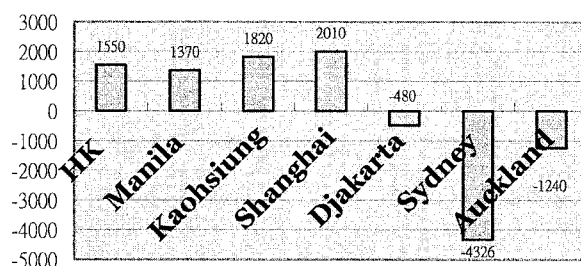 3000
2000
1000
0
-1000
-2000
-3000
-4000
-5000
1550
1370
1820
2010
-480
-4326
-1240
HK
Manila
Kaohsiung
Shanghai
Djakarta
Sydney
Auckland